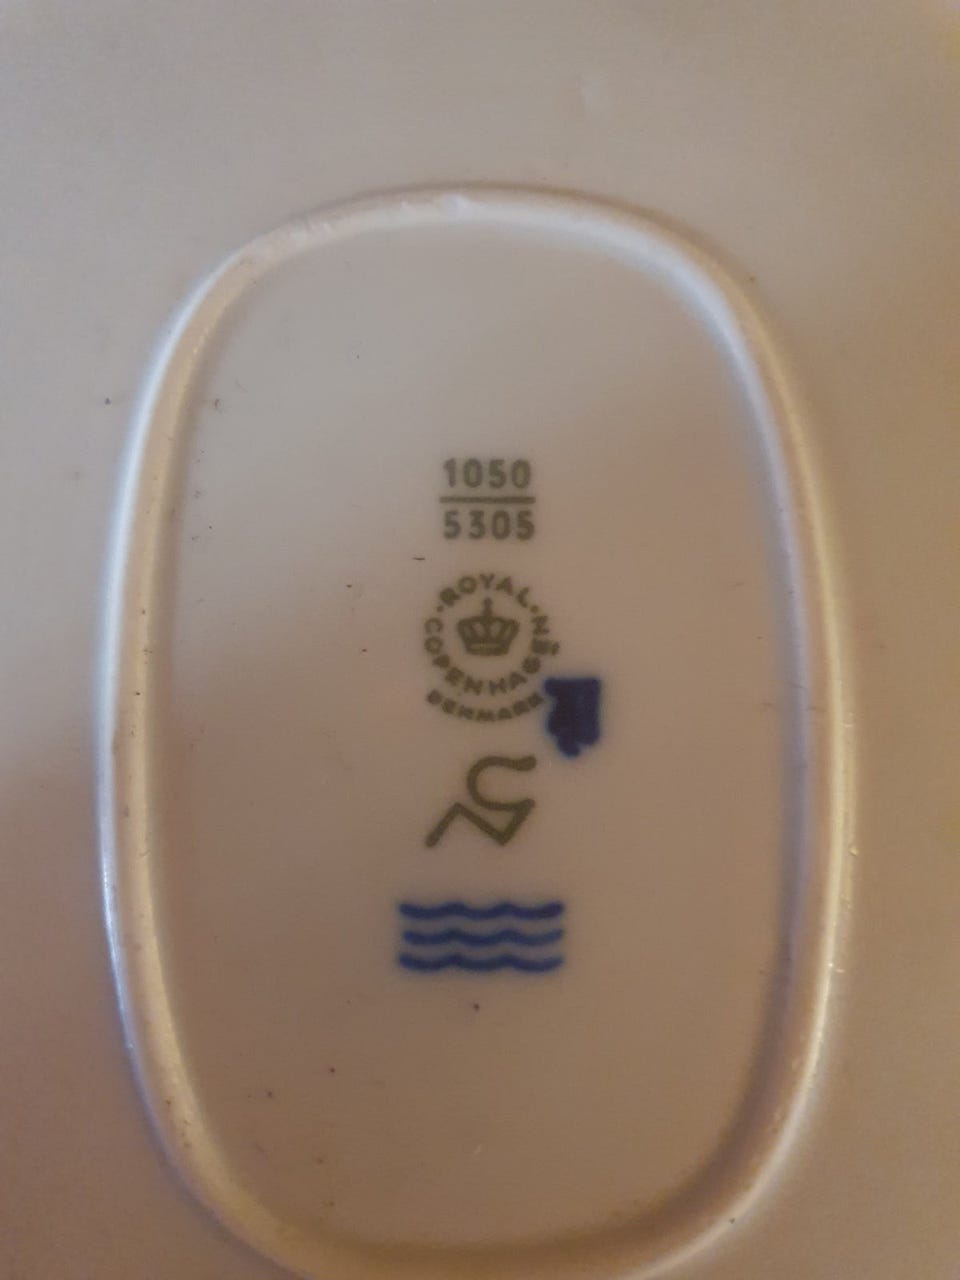 1050
5305
ROYAL
COPENHAGEN
DENMARK